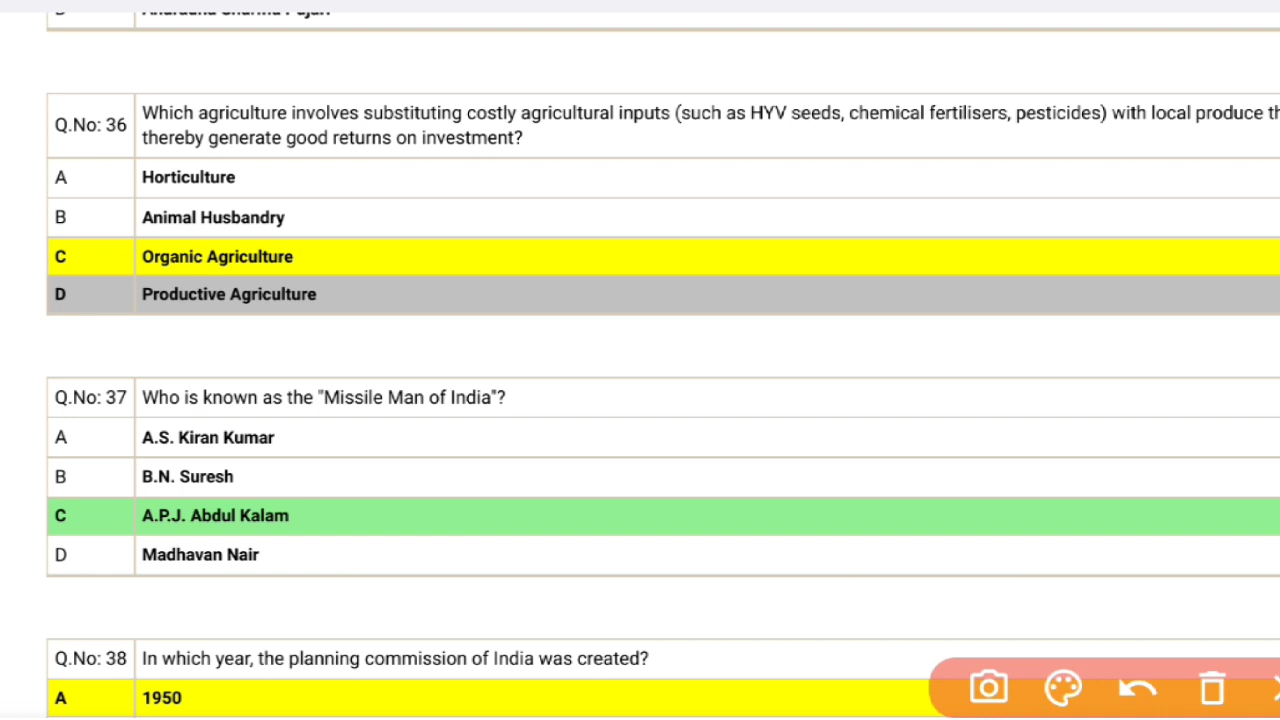 Q.No: 36 Which agriculture involves substituting costly agricultural inputs (such as HYV seeds, chemical fertilisers, pesticides) with local produce
thereby generate good returns on investment?
A Horticulture
B Animal Husbandry
C Organic Agriculture
D Productive Agriculture
Q.No: 37 Who is known as the "Missile Man of India"?
A A.S. Kiran Kumar
B B.N. Suresh
C A.P.J. Abdul Kalam
D Madhavan Nair
Q.No: 38 In which year, the planning commission of India was created?
A 1950